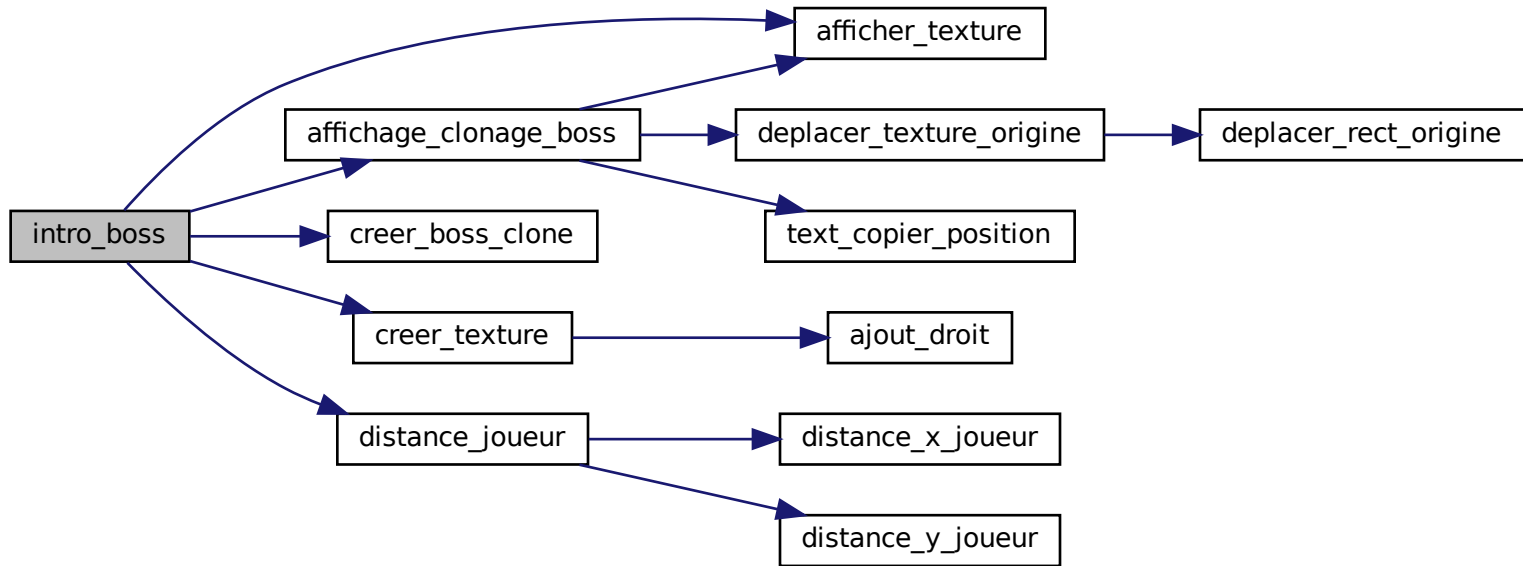 afficher_texture
affichage_clonage_boss
deplacer_texture_origine
deplacer_rect_origine
intro_boss
creer_boss_clone
text_copier_position
creer_texture
ajout_droit
distance_joueur
distance_x_joueur
distance_y_joueur